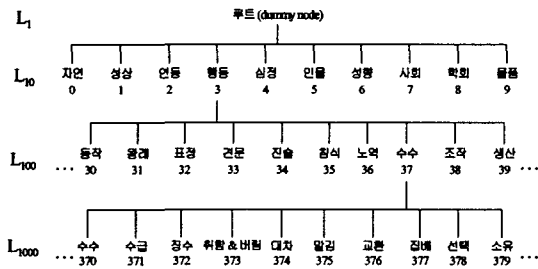 루트 (dummy node)
L1
L10
자연 성상 변동 행동 심정 인물 성향 사회 학회 물품
0 1 2 3 4 5 6 7 8 9
L100
동작 왕래 표정 견문 진술 침식 노역 수수 조작 생산
··· 30 31 32 33 34 35 36 37 38 39 ···
L1000
수수 수급 징수 취함 & 버림 대차 맡김 교환 집배 선택 소유
··· 370 371 372 373 374 375 376 377 378 379 ···